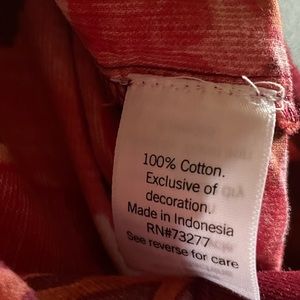 100% Cotton.
Exclusive of
decoration.
Made in Indonesia
RN#73277
See reverse for care